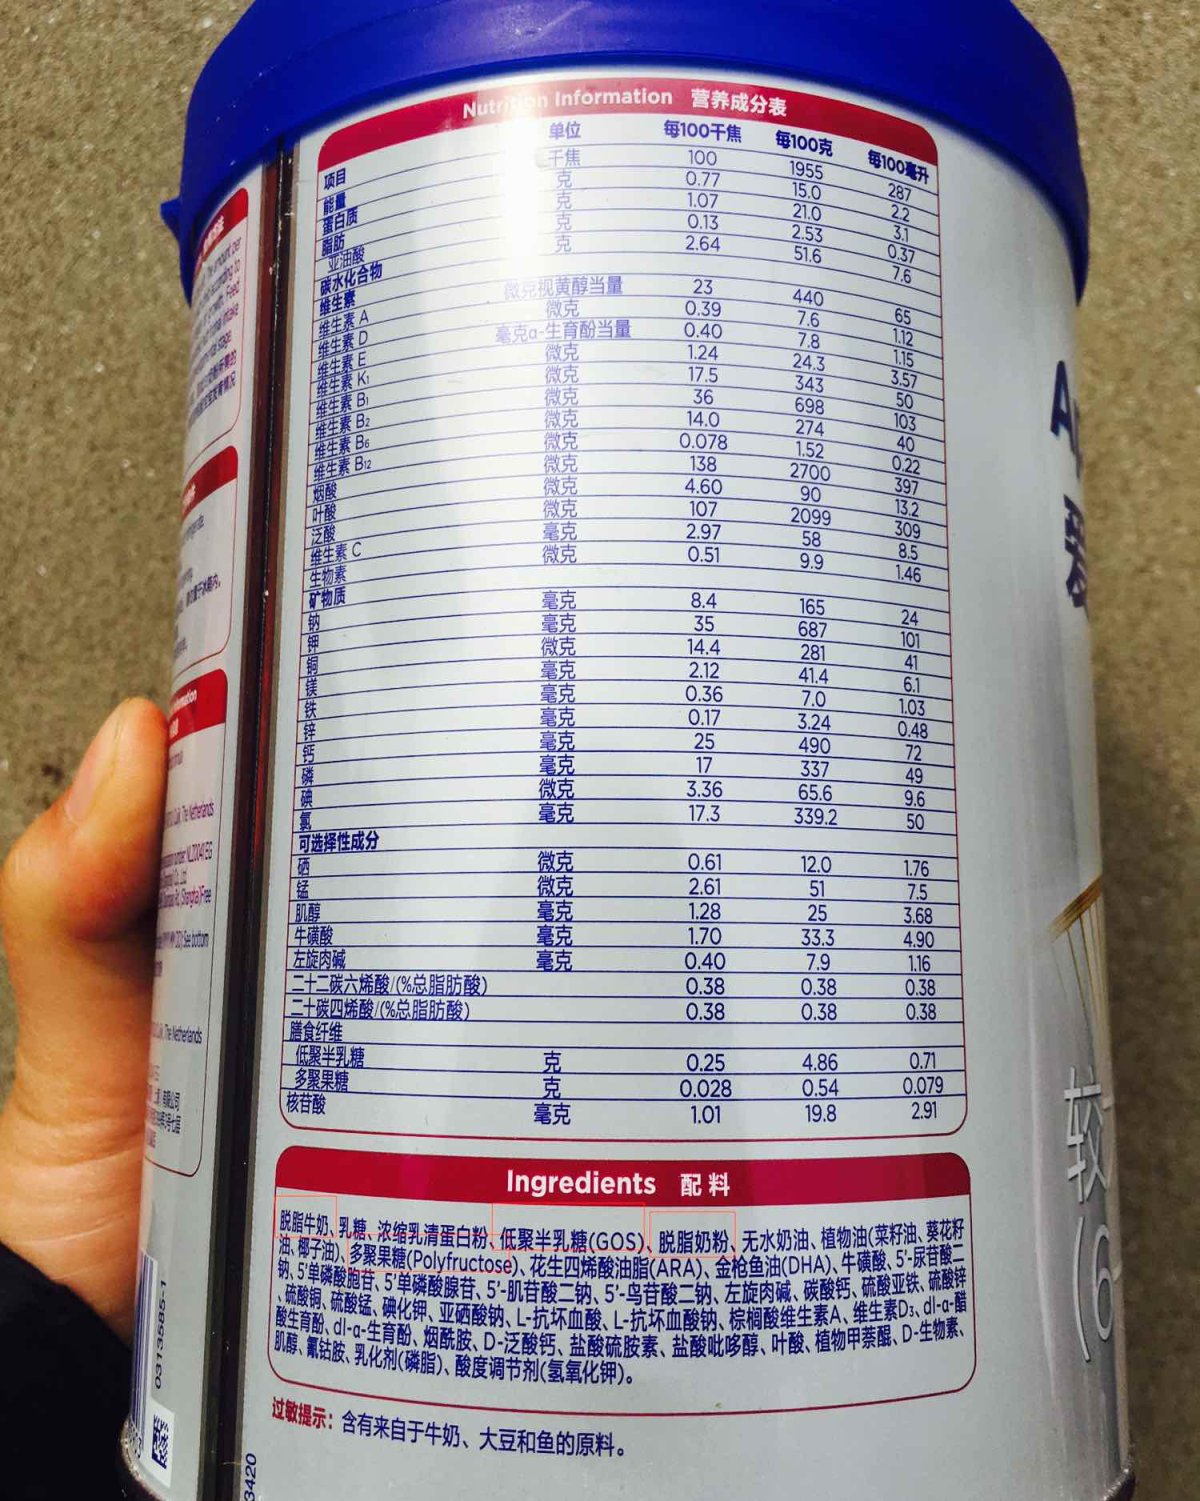 Nutrition Information 营养成分表
项目 单位 每100千焦 每100克 每100毫升
能量 千焦 100 1955 287
蛋白质 克 0.77 15.0 2.2
脂肪 克 1.07 21.0 3.1
亚油酸 克 0.13 2.53 0.37
碳水化合物 克 2.64 51.6 7.6
维生素
维生素 A 微克视黄醇当量 23 440 65
维生素 D 微克 0.39 7.6 1.12
维生素 E 毫克α-生育酚当量 0.40 7.8 1.15
维生素 K₁ 微克 1.24 24.3 3.57
维生素 B₁ 微克 17.5 343 50
维生素 B₂ 微克 36 698 103
维生素 B₆ 微克 14.0 274 40
维生素 B₁₂ 微克 0.078 1.52 0.22
烟酸 微克 138 2700 397
叶酸 微克 4.60 90 13.2
泛酸 微克 107 2099 309
维生素 C 毫克 2.97 58 8.5
生物素 微克 0.51 9.9 1.46
矿物质
钠 毫克 8.4 165 24
钾 毫克 35 687 101
铜 微克 14.4 281 41
镁 毫克 2.12 41.4 6.1
铁 毫克 0.36 7.0 1.03
锌 毫克 0.17 3.24 0.48
钙 毫克 25 490 72
磷 毫克 17 337 49
碘 微克 3.36 65.6 9.6
氯 毫克 17.3 339.2 50
可选择性成分
硒 微克 0.61 12.0 1.76
锰 微克 2.61 51 7.5
肌醇 毫克 1.28 25 3.68
牛磺酸 毫克 1.70 33.3 4.90
左旋肉碱 毫克 0.40 7.9 1.16
二十二碳六烯酸/(%总脂肪酸) 0.38 0.38 0.38
二十碳四烯酸/(%总脂肪酸) 0.38 0.38 0.38
膳食纤维
低聚半乳糖 克 0.25 4.86 0.71
多聚果糖 克 0.028 0.54 0.079
核苷酸 毫克 1.01 19.8 2.91
Ingredients 配料
脱脂牛奶、乳糖、浓缩乳清蛋白粉、低聚半乳糖(GOS)、脱脂奶粉、无水奶油、植物油(菜籽油、葵花籽
油、椰子油)、多聚果糖(Polyfructose)、花生四烯酸油脂(ARA)、金枪鱼油(DHA)、牛磺酸、5'-尿苷酸二
钠、5'单磷酸胞苷、5'单磷酸腺苷、5'-肌苷酸二钠、5'-鸟苷酸二钠、左旋肉碱、碳酸钙、硫酸亚铁、硫酸锌
、硫酸铜、硫酸锰、碘化钾、亚硒酸钠、L-抗坏血酸、L-抗坏血酸钠、棕榈酸维生素A、维生素D₃、dl-α-醋
酸生育酚、dl-α-生育酚、烟酰胺、D-泛酸钙、盐酸硫胺素、盐酸吡哆醇、叶酸、植物甲萘醌、D-生物素、
肌醇、氰钴胺、乳化剂(磷脂)、酸度调节剂(氢氧化钾)。
过敏提示：含有来自于牛奶、大豆和鱼的原料。
0313585-1
3420
The Netherlands
See bottom
The Netherlands
有限公司
爱
较
(6